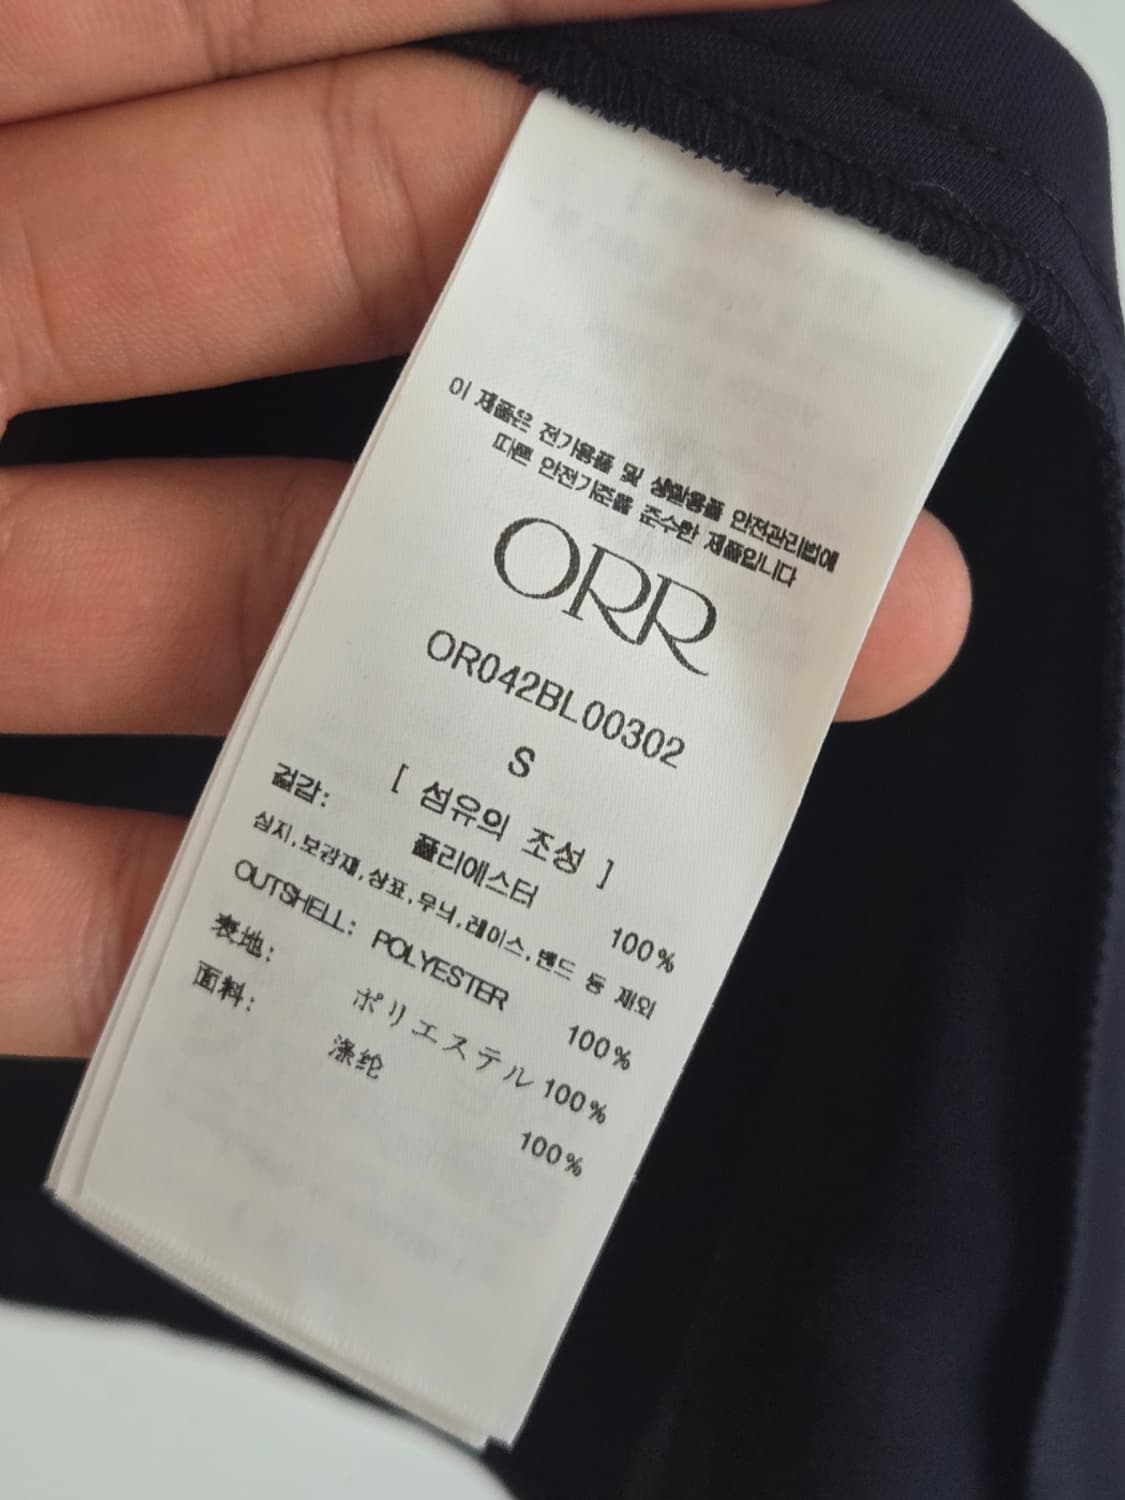 이 제품은 전기용품 및 생활용품 안전관리법에
따른 안전기준을 준수한 제품입니다
ORR
OR042BL00302
S
[ 섬유의 조성 ]
겉감: 폴리에스터 100%
심지,보강재,상표,무늬,레이스,밴드 등 제외
OUTSHELL: POLYESTER 100%
表地: ポリエステル 100%
面料: 涤纶 100%